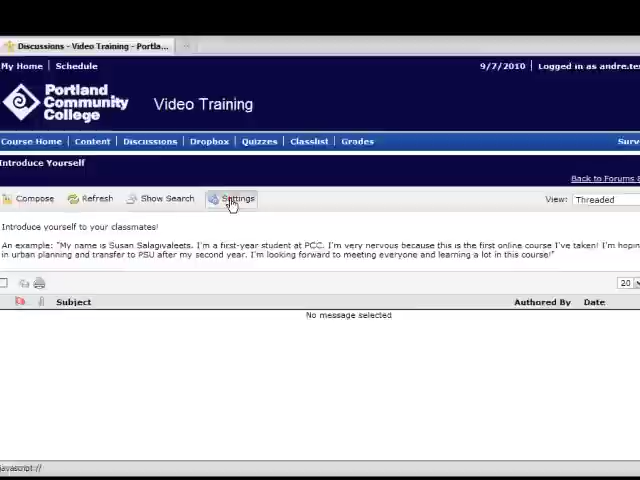 Discussions - Video Training - Portla...
My Home | Schedule
9/7/2010 | Logged in as andre.te
Portland
Community
College
Video Training
Course Home | Content | Discussions | Dropbox | Quizzes | Classlist | Grades
Surv
Introduce Yourself
Back to Forums &
Compose Refresh Show Search Settings
View: Threaded
Introduce yourself to your classmates!
An example: "My name is Susan Salagivaleets. I'm a first-year student at PCC. I'm very nervous because this is the first online course I've taken! I'm hopin
in urban planning and transfer to PSU after my second year. I'm looking forward to meeting everyone and learning a lot in this course!"
20
Subject Authored By Date
No message selected
javascript://